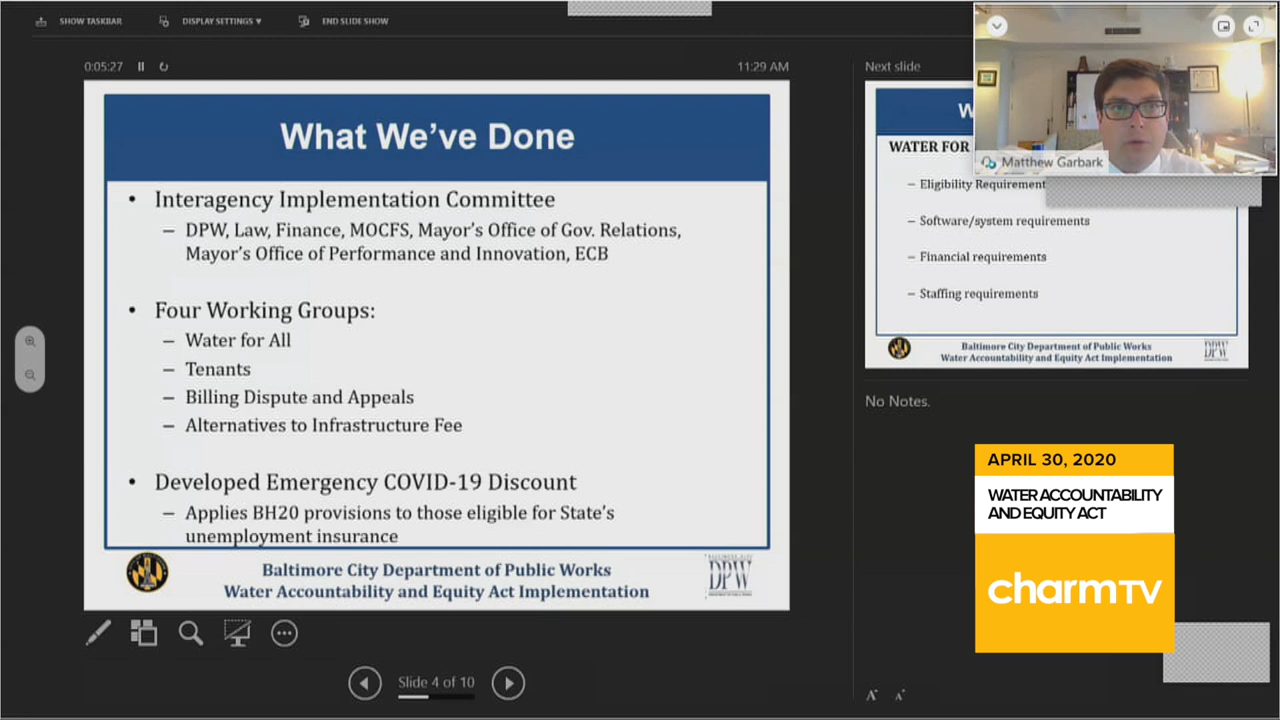 SHOW TASKBAR
DISPLAY SETTINGS ▼
END SLIDE SHOW
0:05:27
11:29 AM
What We've Done
• Interagency Implementation Committee
– DPW, Law, Finance, MOCFS, Mayor's Office of Gov. Relations,
Mayor's Office of Performance and Innovation, ECB
• Four Working Groups:
– Water for All
– Tenants
– Billing Dispute and Appeals
– Alternatives to Infrastructure Fee
• Developed Emergency COVID-19 Discount
– Applies BH20 provisions to those eligible for State's
unemployment insurance
Baltimore City Department of Public Works
Water Accountability and Equity Act Implementation
DPW
Slide 4 of 10
Next slide
W
WATER FOR
– Eligibility Requirement
– Software/system requirements
– Financial requirements
– Staffing requirements
Baltimore City Department of Public Works
Water Accountability and Equity Act Implementation
DPW
Matthew Garbark
No Notes.
APRIL 30, 2020
WATER ACCOUNTABILITY
AND EQUITY ACT
charmTV
A A